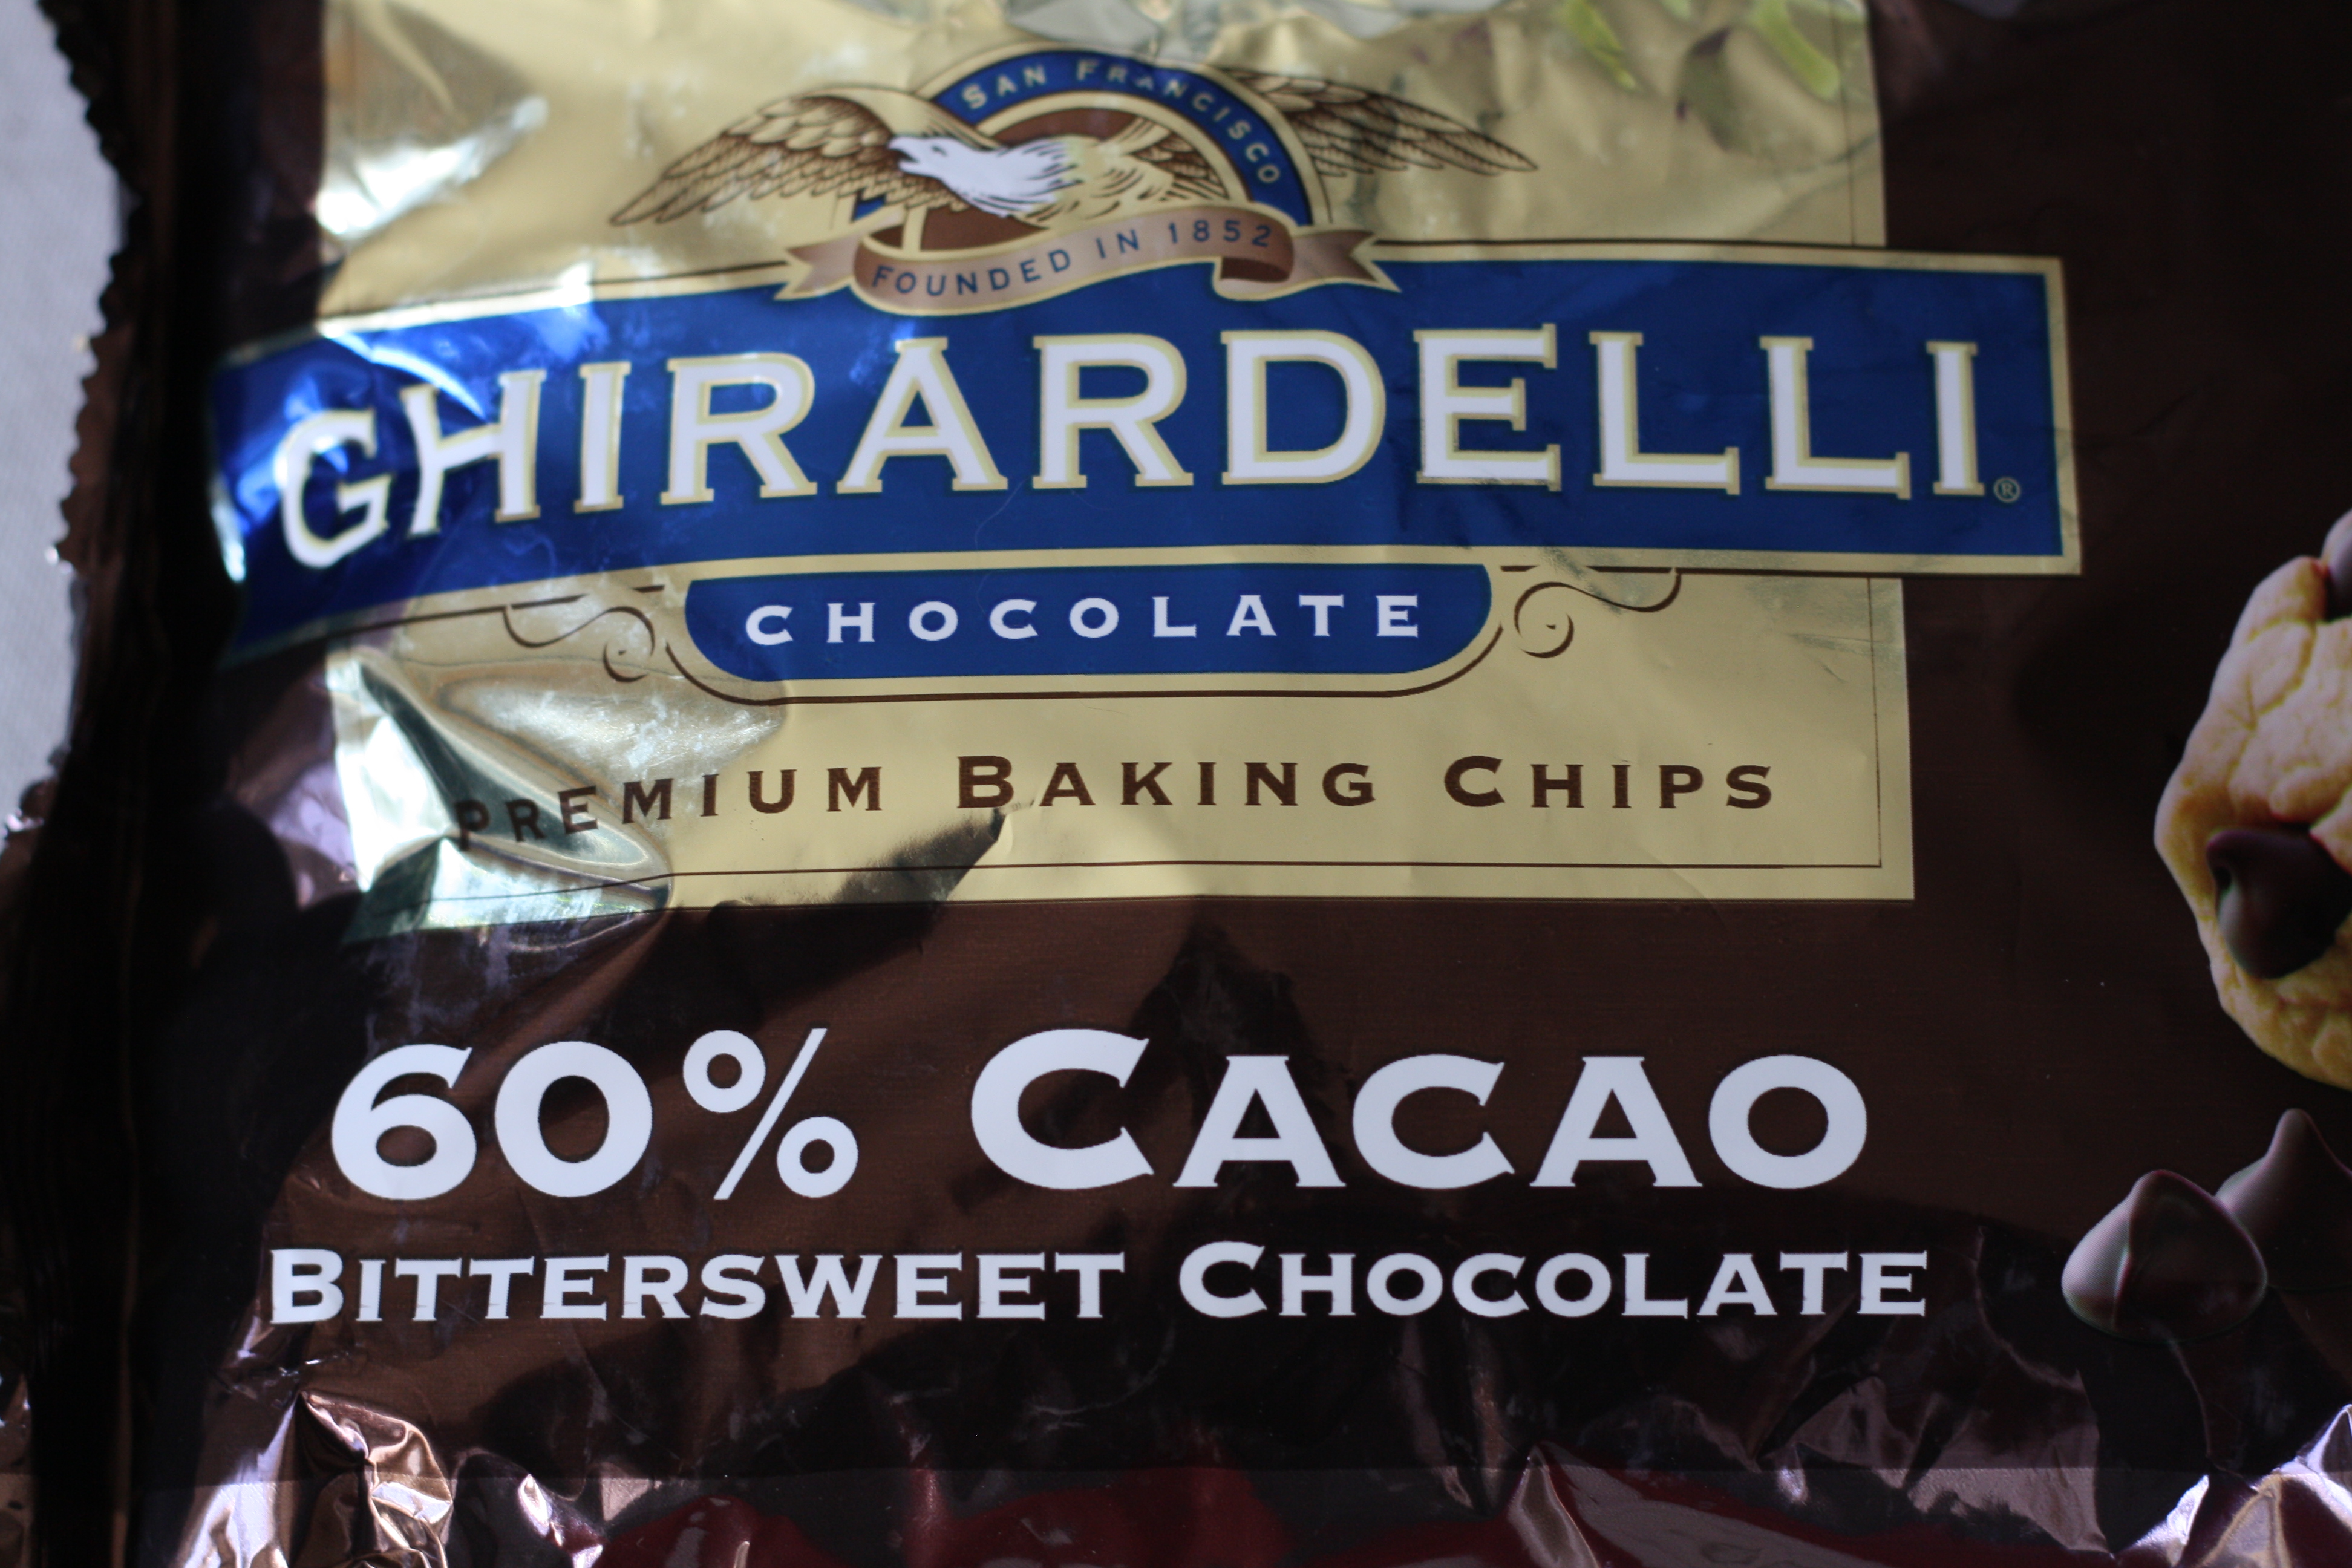 SAN FRANCISCO
FOUNDED IN 1852
GHIRARDELLI®
CHOCOLATE
PREMIUM BAKING CHIPS
60% CACAO
BITTERSWEET CHOCOLATE